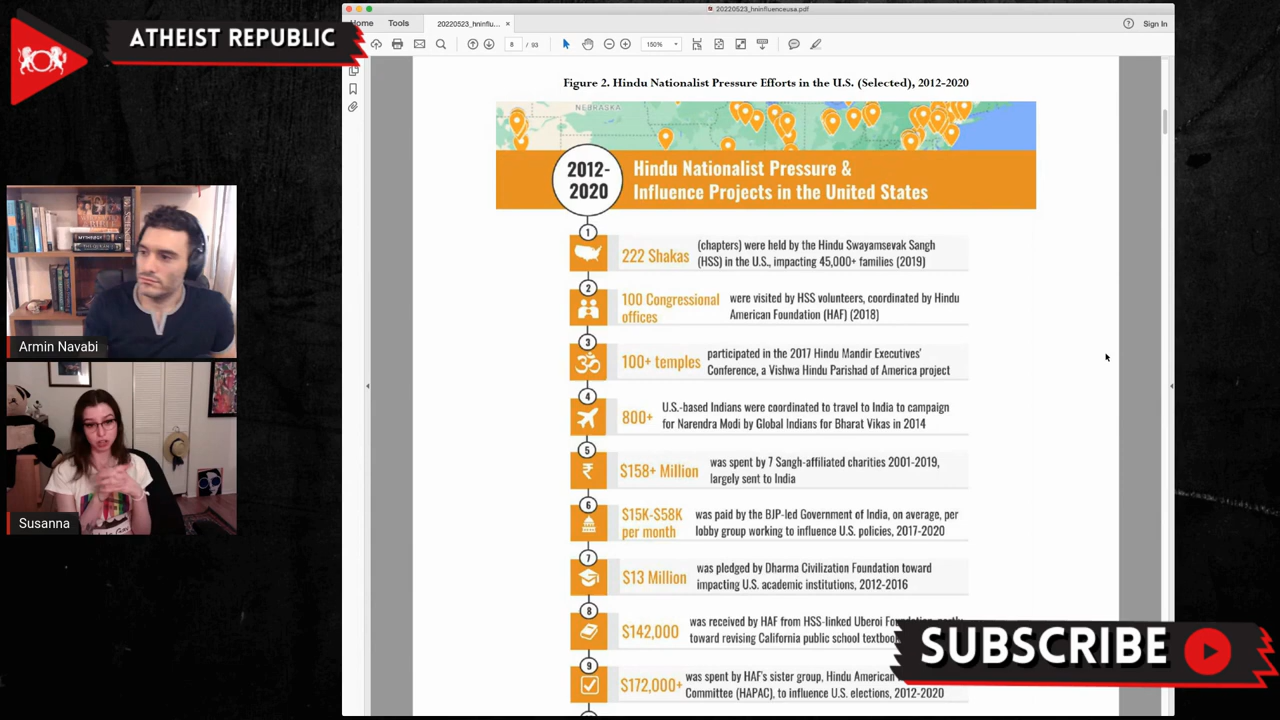 ATHEIST REPUBLIC
20220523_hninfluenceusa.pdf
Home Tools 20220523_hninflu... × Sign In
8 / 93 150%
Figure 2. Hindu Nationalist Pressure Efforts in the U.S. (Selected), 2012-2020
NEBRASKA
2012-
2020
Hindu Nationalist Pressure &
Influence Projects in the United States
1
222 Shakas
(chapters) were held by the Hindu Swayamsevak Sangh
(HSS) in the U.S., impacting 45,000+ families (2019)
2
100 Congressional
offices
were visited by HSS volunteers, coordinated by Hindu
American Foundation (HAF) (2018)
3
100+ temples
participated in the 2017 Hindu Mandir Executives'
Conference, a Vishwa Hindu Parishad of America project
4
800+
U.S.-based Indians were coordinated to travel to India to campaign
for Narendra Modi by Global Indians for Bharat Vikas in 2014
5
$158+ Million
was spent by 7 Sangh-affiliated charities 2001-2019,
largely sent to India
6
$15K-$58K
per month
was paid by the BJP-led Government of India, on average, per
lobby group working to influence U.S. policies, 2017-2020
7
$13 Million
was pledged by Dharma Civilization Foundation toward
impacting U.S. academic institutions, 2012-2016
8
$142,000
was received by HAF from HSS-linked Uberoi
toward revising California public school
9
$172,000+
was spent by HAF's sister group, Hindu American
Committee (HAPAC), to influence U.S. elections, 2012-2020
Armin Navabi
Susanna
SUBSCRIBE